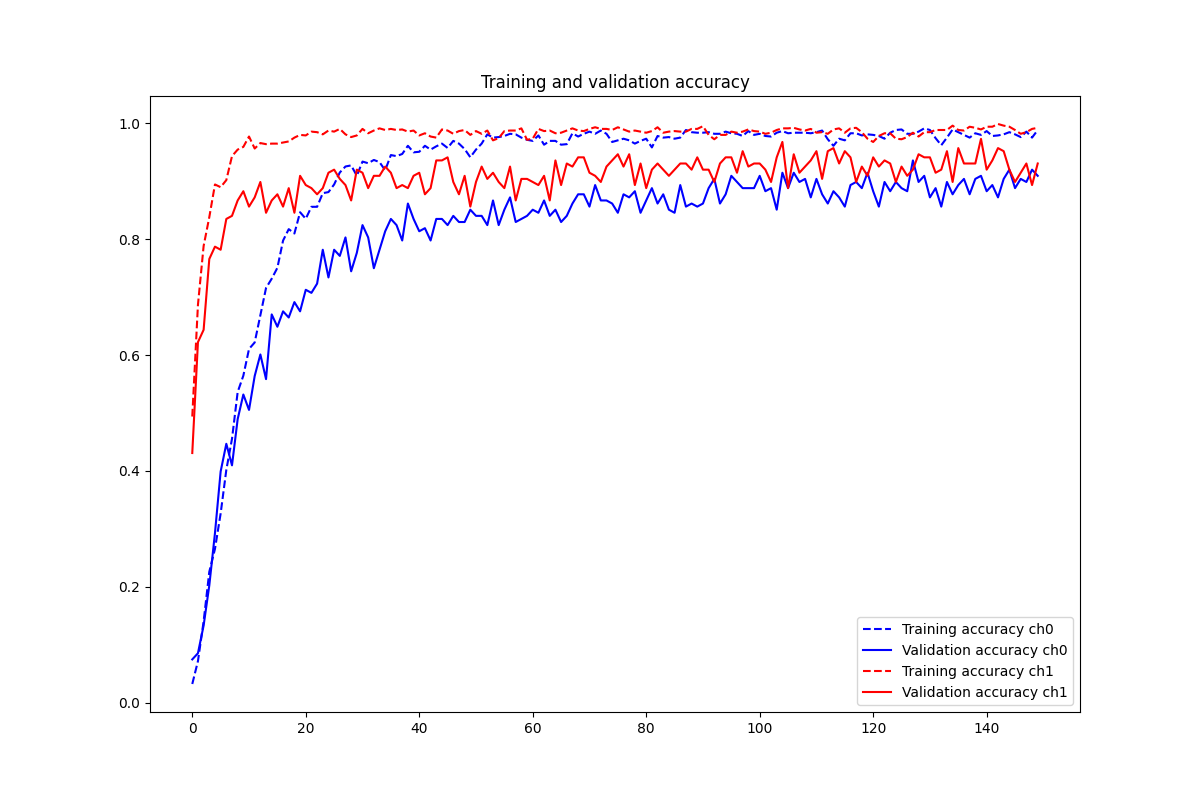 Training and validation accuracy
1.0
0.8
0.6
0.4
0.2
0.0
0 20 40 60 80 100 120 140
Training accuracy ch0
Validation accuracy ch0
Training accuracy ch1
Validation accuracy ch1